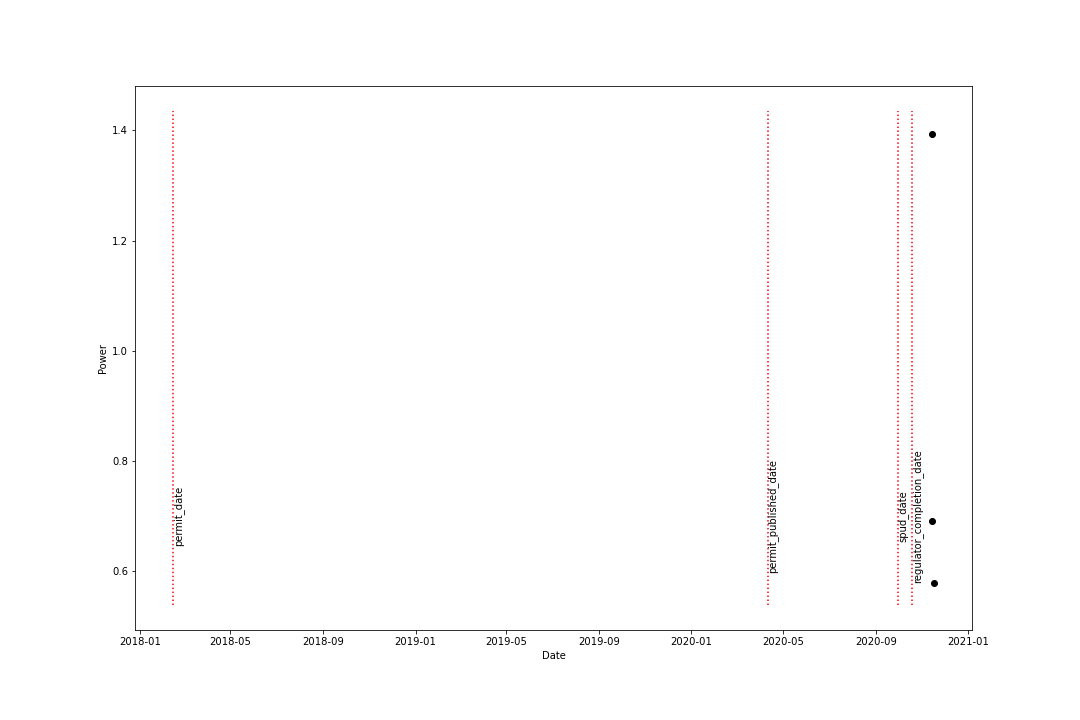 1.4
1.2
1.0
0.8
0.6
Power
permit_date
permit_published_date
spud_date
regulator_completion_date
2018-01 2018-05 2018-09 2019-01 2019-05 2019-09 2020-01 2020-05 2020-09 2021-01
Date